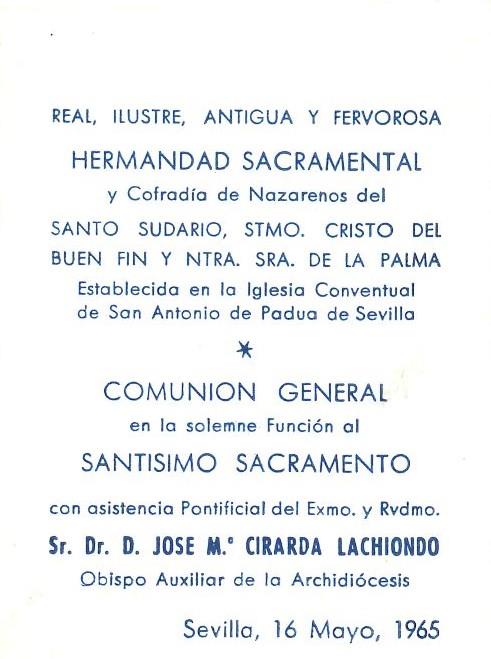 REAL, ILUSTRE, ANTIGUA Y FERVOROSA
HERMANDAD SACRAMENTAL
y Cofradía de Nazarenos del
SANTO SUDARIO, STMO. CRISTO DEL
BUEN FIN Y NTRA. SRA. DE LA PALMA
Establecida en la Iglesia Conventual
de San Antonio de Padua de Sevilla
*
COMUNION GENERAL
en la solemne Función al
SANTISIMO SACRAMENTO
con asistencia Pontificial del Exmo. y Rvdmo.
Sr. Dr. D. JOSE M.ª CIRARDA LACHIONDO
Obispo Auxiliar de la Archidiócesis
Sevilla, 16 Mayo, 1965